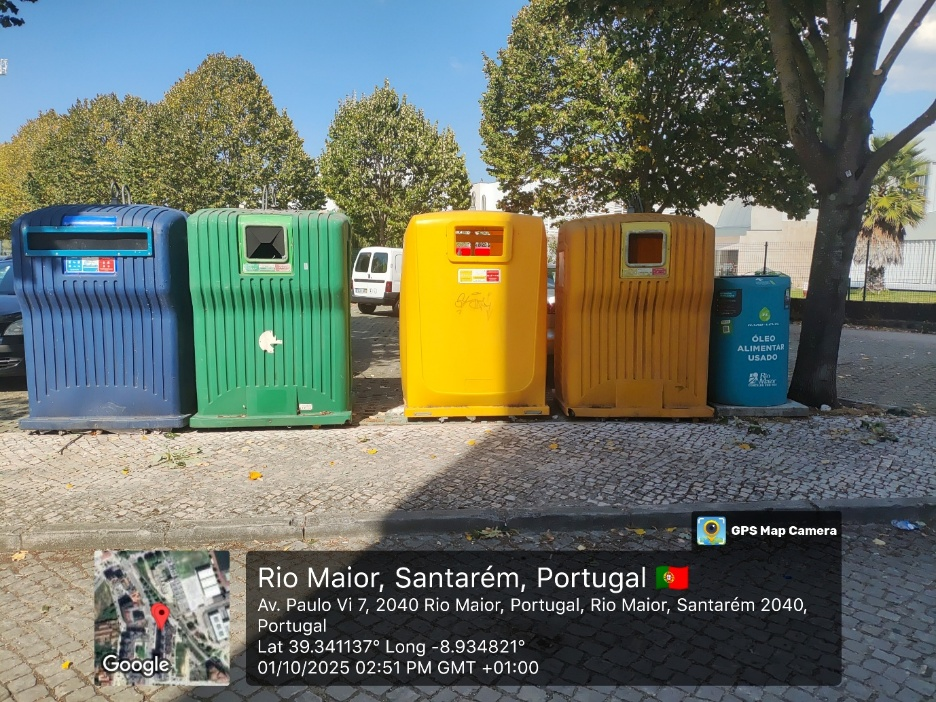 ÓLEO
ALIMENTAR
USADO
Rio
Maior
GPS Map Camera
Rio Maior, Santarém, Portugal 🇵🇹
Av. Paulo Vi 7, 2040 Rio Maior, Portugal, Rio Maior, Santarém 2040,
Portugal
Lat 39.341137° Long -8.934821°
01/10/2025 02:51 PM GMT +01:00
Google